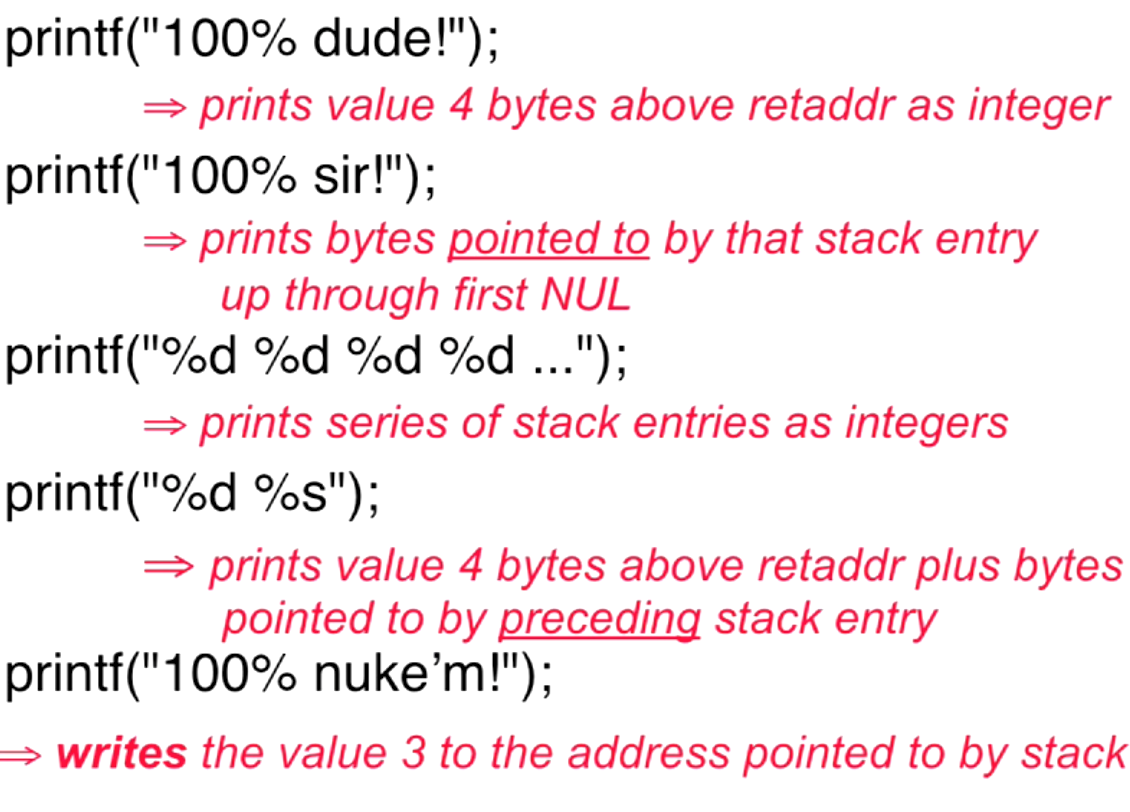 printf("100% dude!");
⇒ prints value 4 bytes above retaddr as integer
printf("100% sir!");
⇒ prints bytes pointed to by that stack entry
up through first NUL
printf("%d %d %d %d ...");
⇒ prints series of stack entries as integers
printf("%d %s");
⇒ prints value 4 bytes above retaddr plus bytes
pointed to by preceding stack entry
printf("100% nuke’m!");
⇒ writes the value 3 to the address pointed to by stack